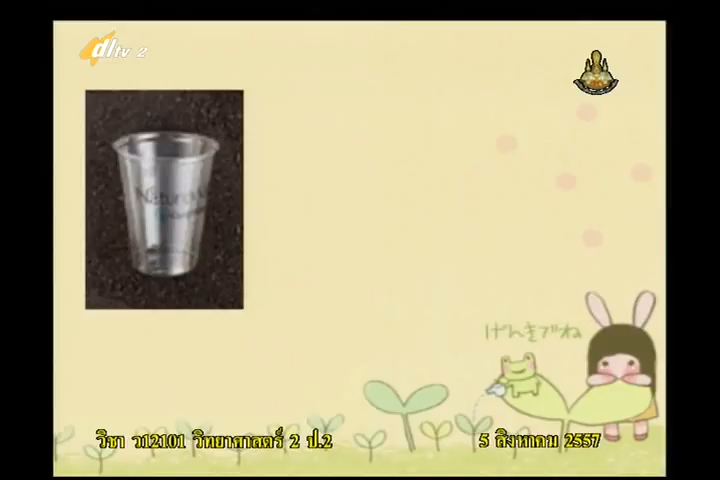 dltv 2
Nature
げんきでね
วิชา ว12101 วิทยาศาสตร์ 2 ป.2
5 สิงหาคม 2557